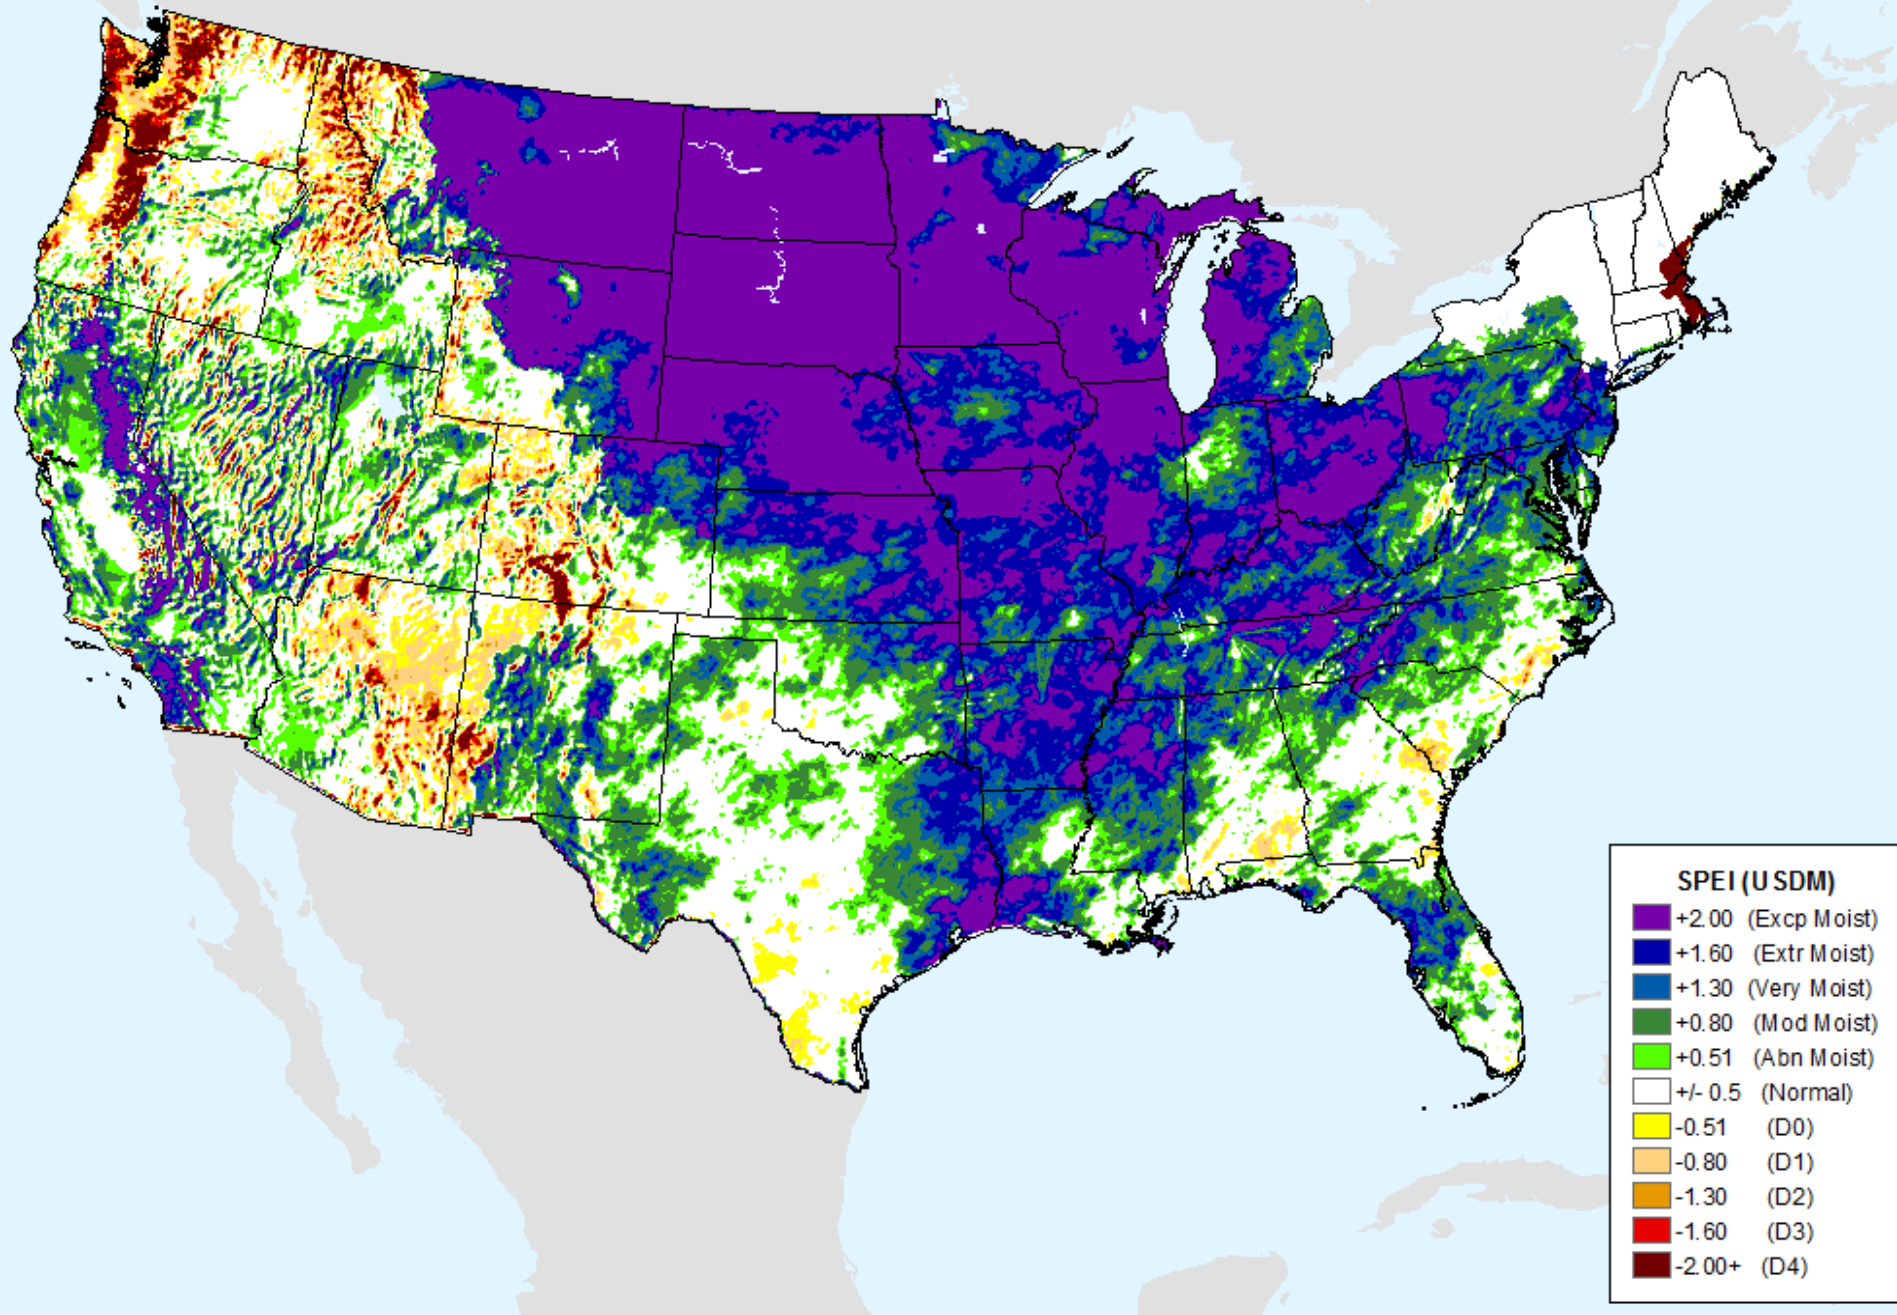 SPEI (USDM)
+2.00 (Excp Moist)
+1.60 (Extr Moist)
+1.30 (Very Moist)
+0.80 (Mod Moist)
+0.51 (Abn Moist)
+/- 0.5 (Normal)
-0.51 (D0)
-0.80 (D1)
-1.30 (D2)
-1.60 (D3)
-2.00+ (D4)